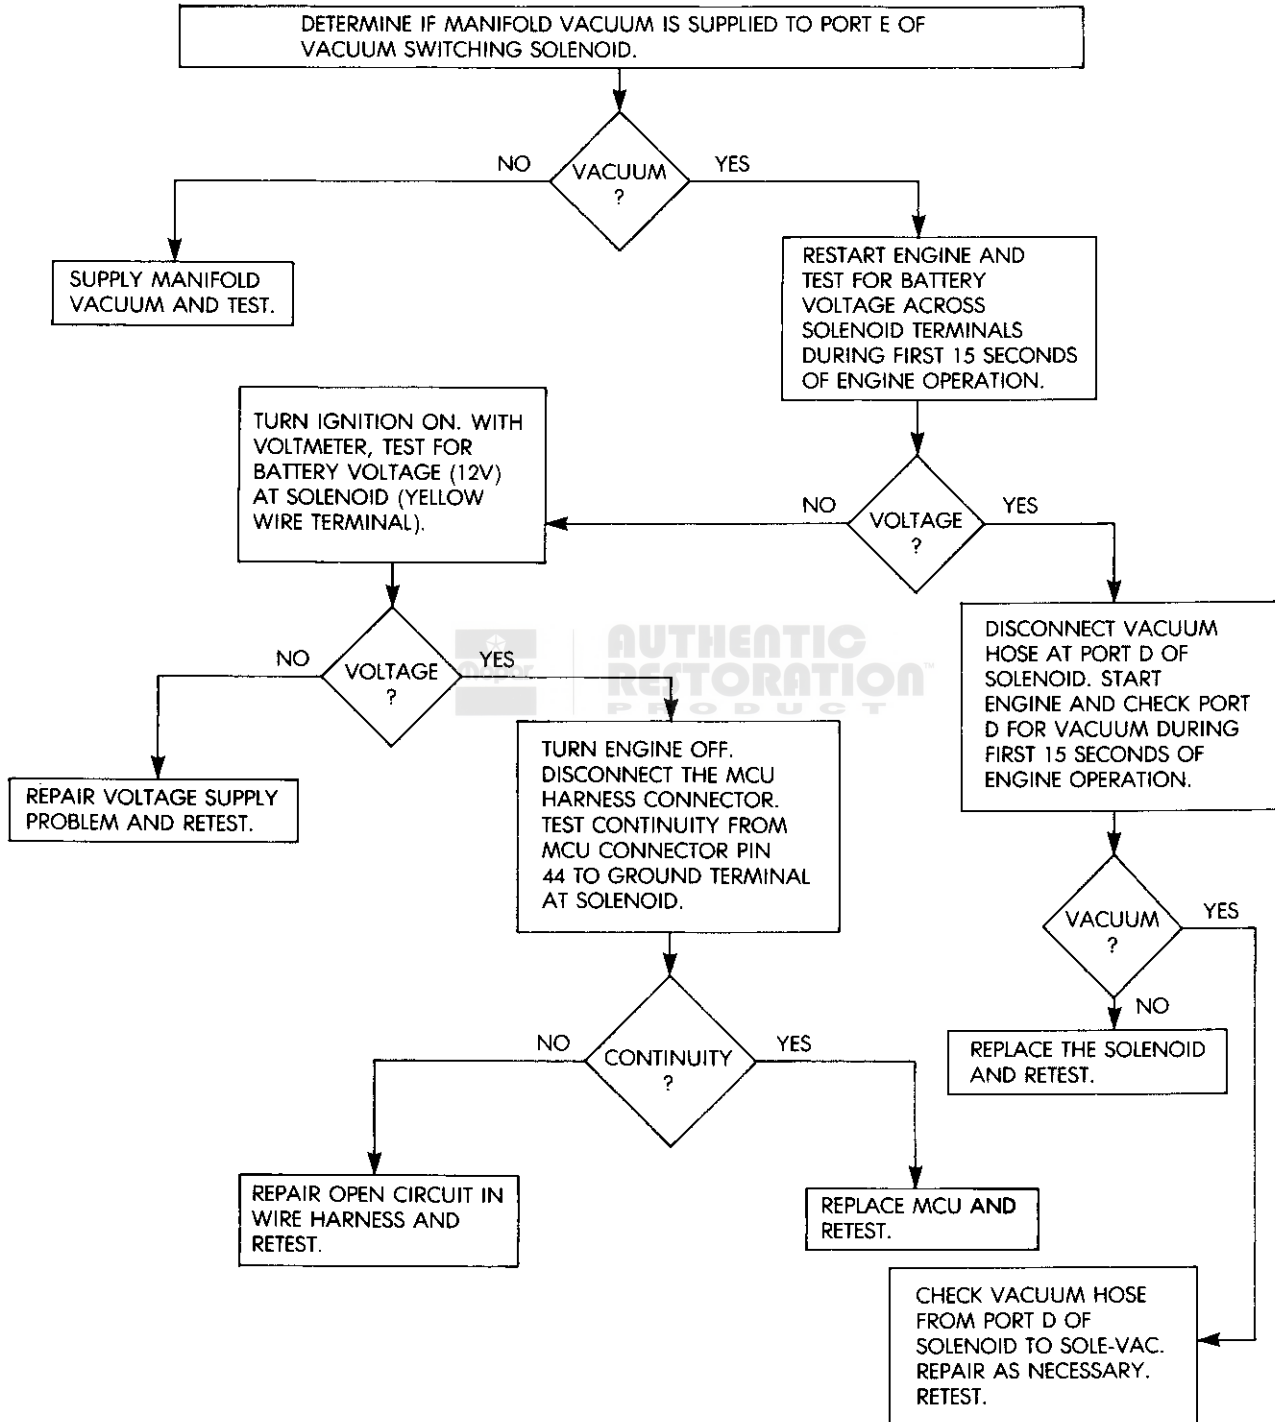 DETERMINE IF MANIFOLD VACUUM IS SUPPLIED TO PORT E OF
VACUUM SWITCHING SOLENOID.
NO
VACUUM
?
YES
SUPPLY MANIFOLD
VACUUM AND TEST.
RESTART ENGINE AND
TEST FOR BATTERY
VOLTAGE ACROSS
SOLENOID TERMINALS
DURING FIRST 15 SECONDS
OF ENGINE OPERATION.
TURN IGNITION ON. WITH
VOLTMETER, TEST FOR
BATTERY VOLTAGE (12V)
AT SOLENOID (YELLOW
WIRE TERMINAL).
NO
VOLTAGE
?
YES
NO
VOLTAGE
?
YES
Mopar
AUTHENTIC
RESTORATION™
PRODUCT
DISCONNECT VACUUM
HOSE AT PORT D OF
SOLENOID. START
ENGINE AND CHECK PORT
D FOR VACUUM DURING
FIRST 15 SECONDS OF
ENGINE OPERATION.
REPAIR VOLTAGE SUPPLY
PROBLEM AND RETEST.
TURN ENGINE OFF.
DISCONNECT THE MCU
HARNESS CONNECTOR.
TEST CONTINUITY FROM
MCU CONNECTOR PIN
44 TO GROUND TERMINAL
AT SOLENOID.
VACUUM
?
YES
NO
NO
CONTINUITY
?
YES
REPLACE THE SOLENOID
AND RETEST.
REPAIR OPEN CIRCUIT IN
WIRE HARNESS AND
RETEST.
REPLACE MCU AND
RETEST.
CHECK VACUUM HOSE
FROM PORT D OF
SOLENOID TO SOLE-VAC.
REPAIR AS NECESSARY.
RETEST.